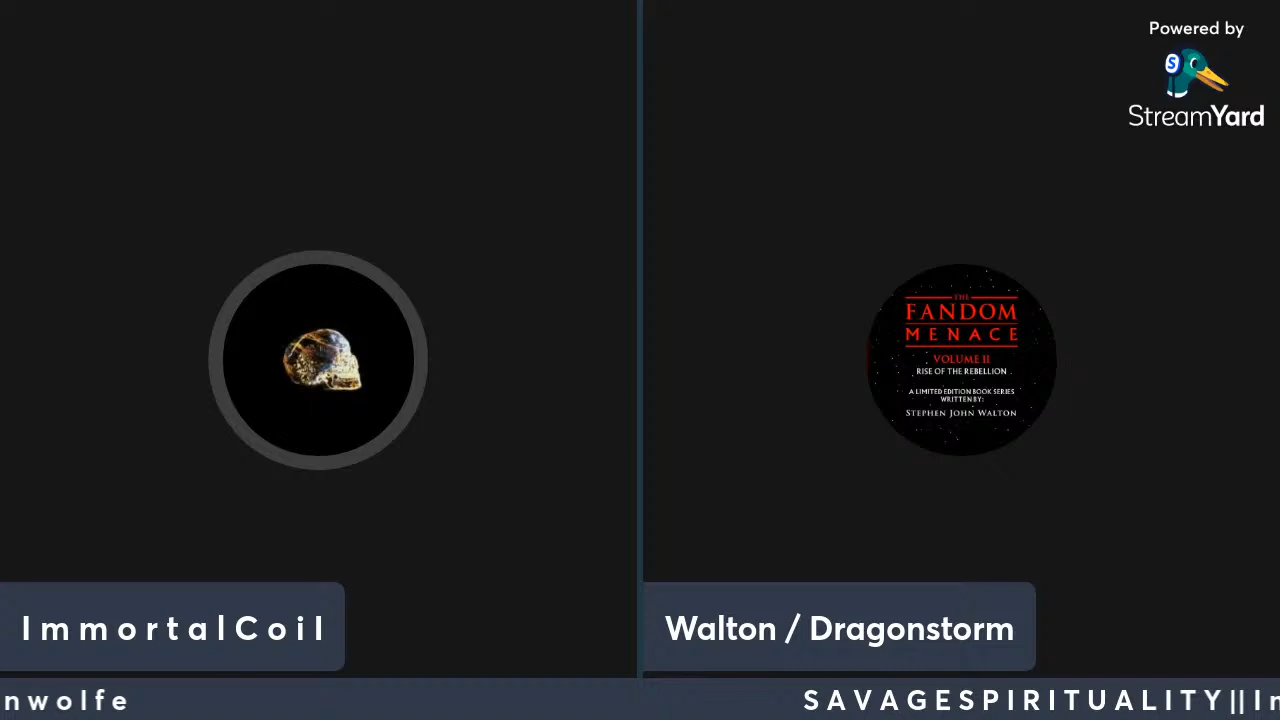 Powered by
S
StreamYard
THE
FANDOM
MENACE
VOLUME II
RISE OF THE REBELLION
A LIMITED EDITION BOOK SERIES
WRITTEN BY:
STEPHEN JOHN WALTON
I m m o r t a l C o i l
Walton / Dragonstorm
n w o l f e
S A V A G E S P I R I T U A L I T Y || I n